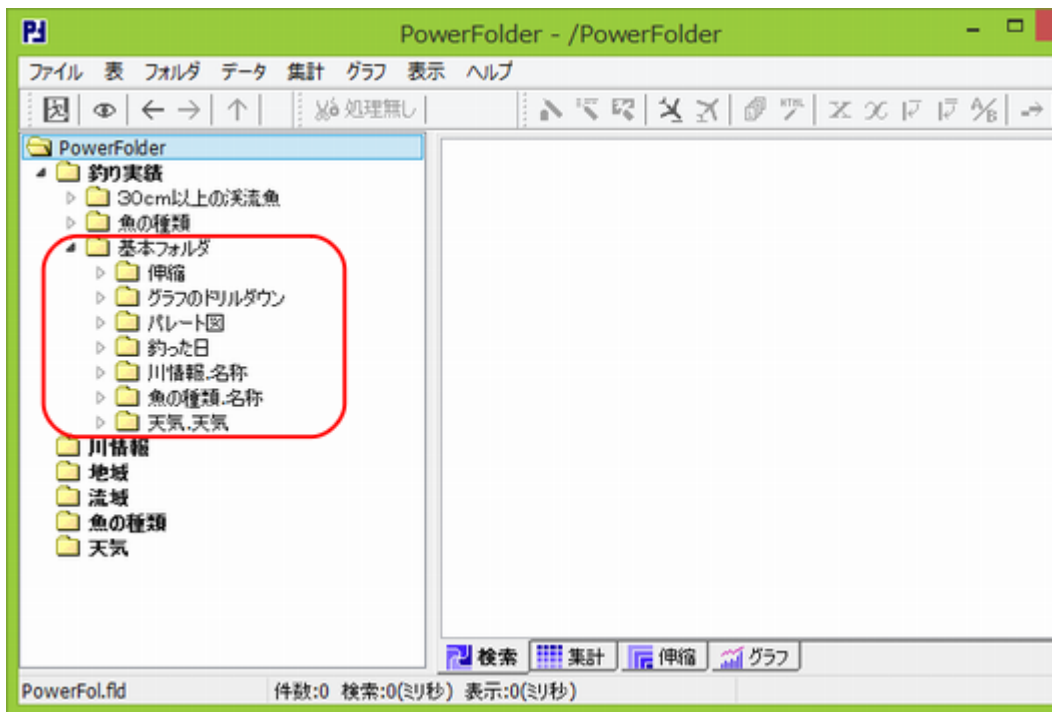 PowerFolder - /PowerFolder
ファイル 表 フォルダ データ 集計 グラフ 表示 ヘルプ
処理無し
PowerFolder
釣り実績
30cm以上の渓流魚
魚の種類
基本フォルダ
伸縮
グラフのドリルダウン
パレート図
釣った日
川情報.名称
魚の種類.名称
天気.天気
川情報
地域
流域
魚の種類
天気
検索 集計 伸縮 グラフ
PowerFol.fld 件数:0 検索:0(ミリ秒) 表示:0(ミリ秒)